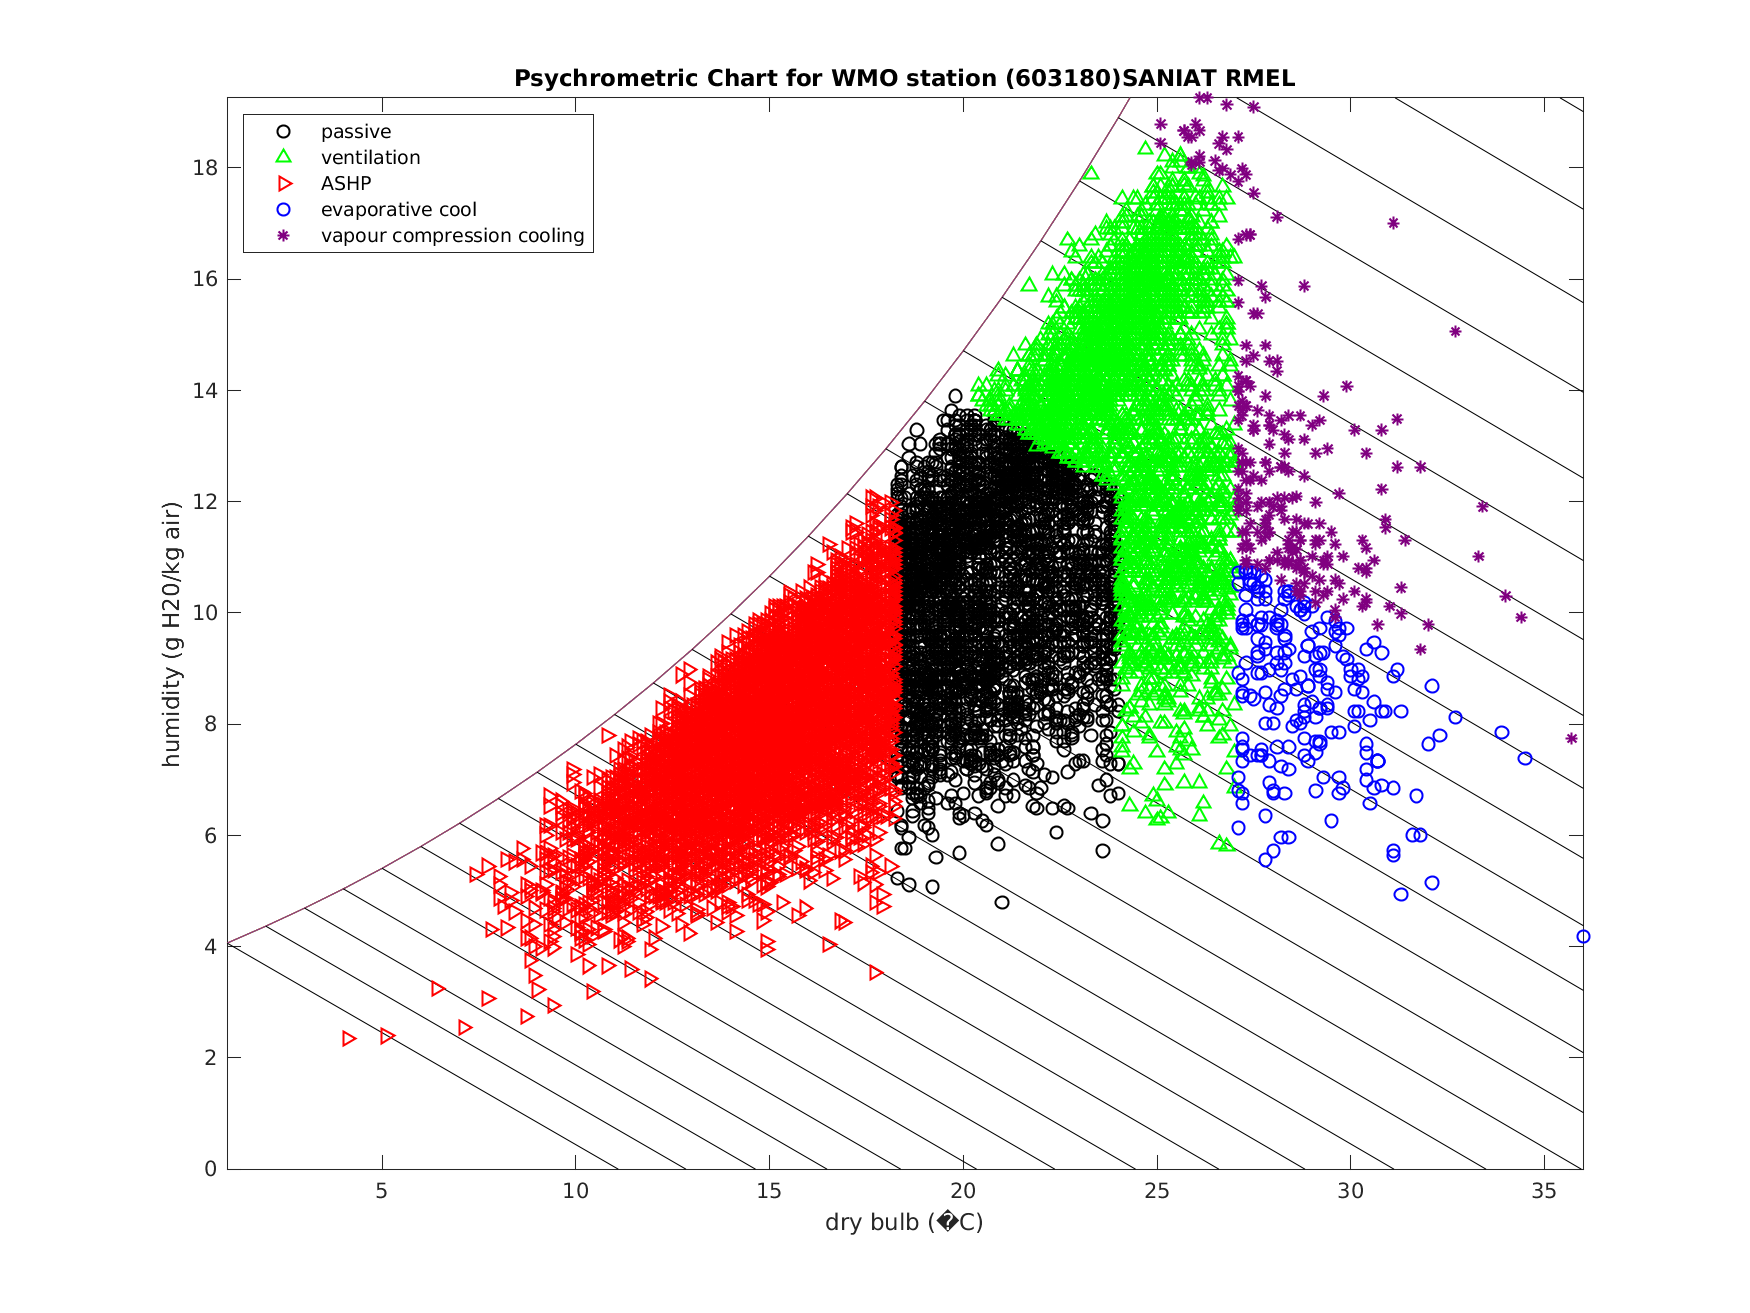 Psychrometric Chart for WMO station (603180)SANIAT RMEL
passive
ventilation
ASHP
evaporative cool
vapour compression cooling
humidity (g H20/kg air)
18
16
14
12
10
8
6
4
2
0
5 10 15 20 25 30 35
dry bulb (�C)